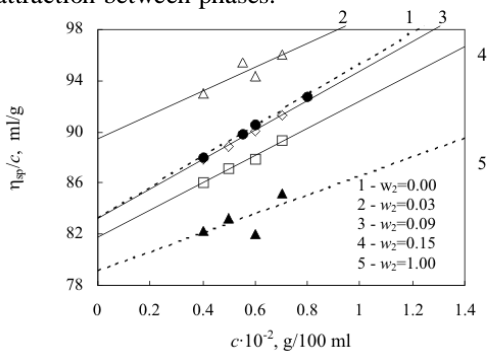 attraction between phases.
2 1 3
98
94
90
86
82
78
4
5
ηsp/c, ml/g
1 - w₂=0.00
2 - w₂=0.03
3 - w₂=0.09
4 - w₂=0.15
5 - w₂=1.00
0 0.2 0.4 0.6 0.8 1 1.2 1.4
c·10⁻², g/100 ml